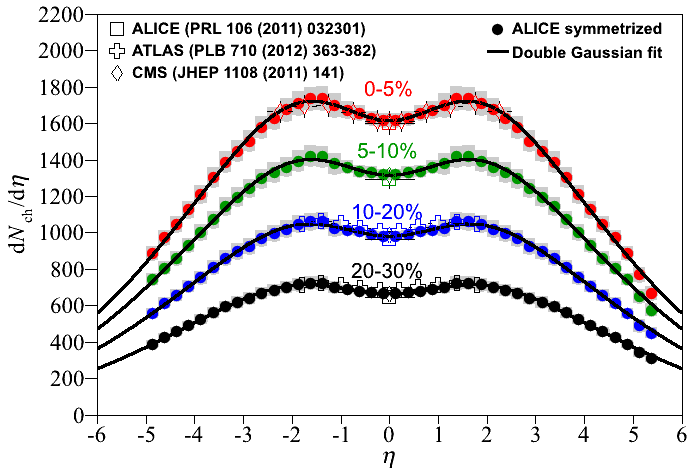 2200
2000
1800
1600
1400
1200
1000
800
600
400
200
0
dN_ch/dη
ALICE (PRL 106 (2011) 032301)
ATLAS (PLB 710 (2012) 363-382)
CMS (JHEP 1108 (2011) 141)
ALICE symmetrized
Double Gaussian fit
0-5%
5-10%
10-20%
20-30%
-6 -5 -4 -3 -2 -1 0 1 2 3 4 5 6
η